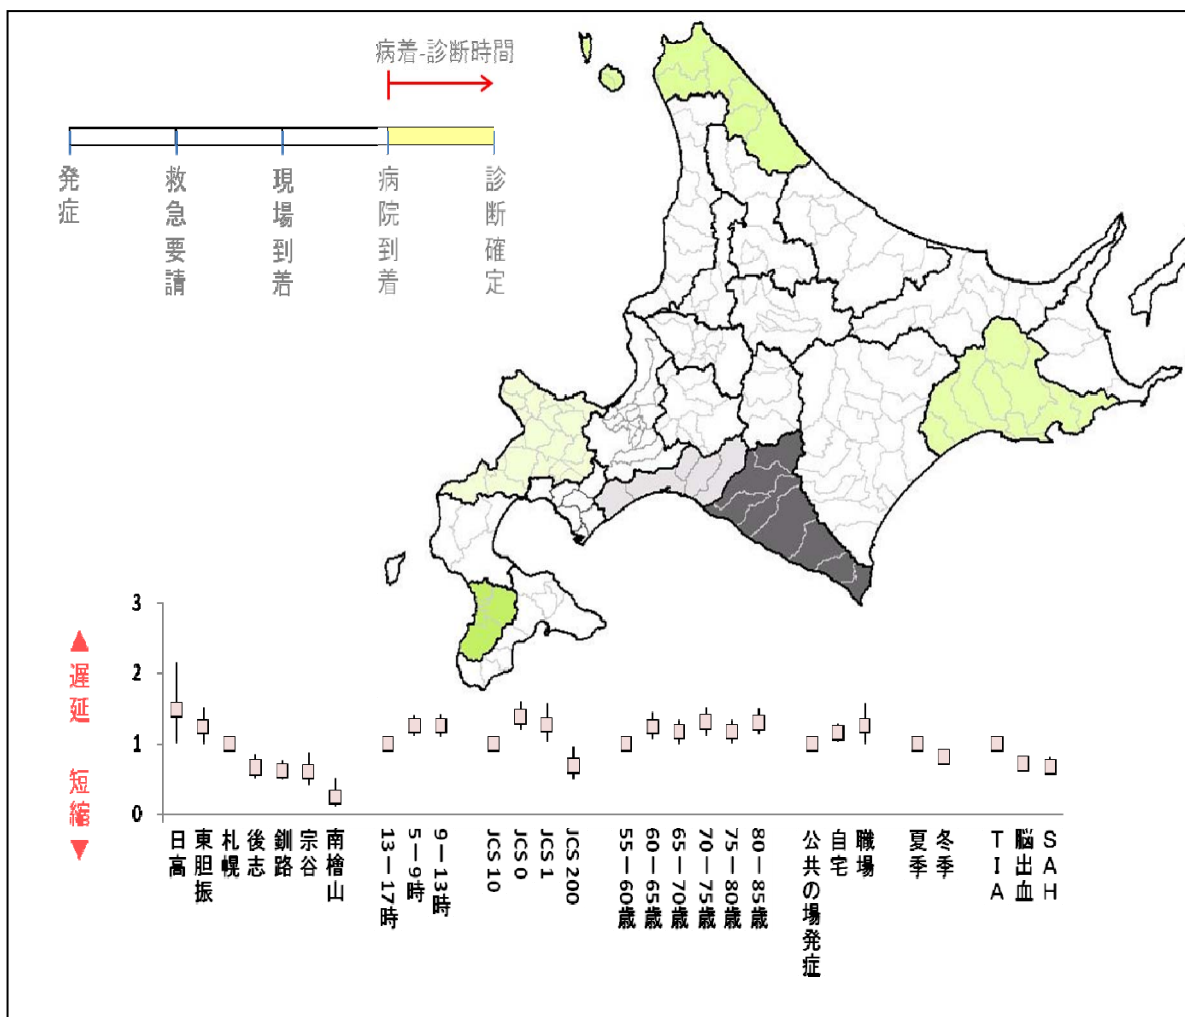 病着-診断時間
発症
救急要請
現場到着
病院到着
診断確定
▲
遅延
短縮
▼
3
2
1
0
日高
東胆振
札幌
後志
釧路
宗谷
南檜山
13－17時
5－9時
9－13時
JCS 10
JCS 0
JCS 1
JCS 200
55－60歳
60－65歳
65－70歳
70－75歳
75－80歳
80－85歳
公共の場発症
自宅
職場
夏季
冬季
TIA
脳出血
SAH